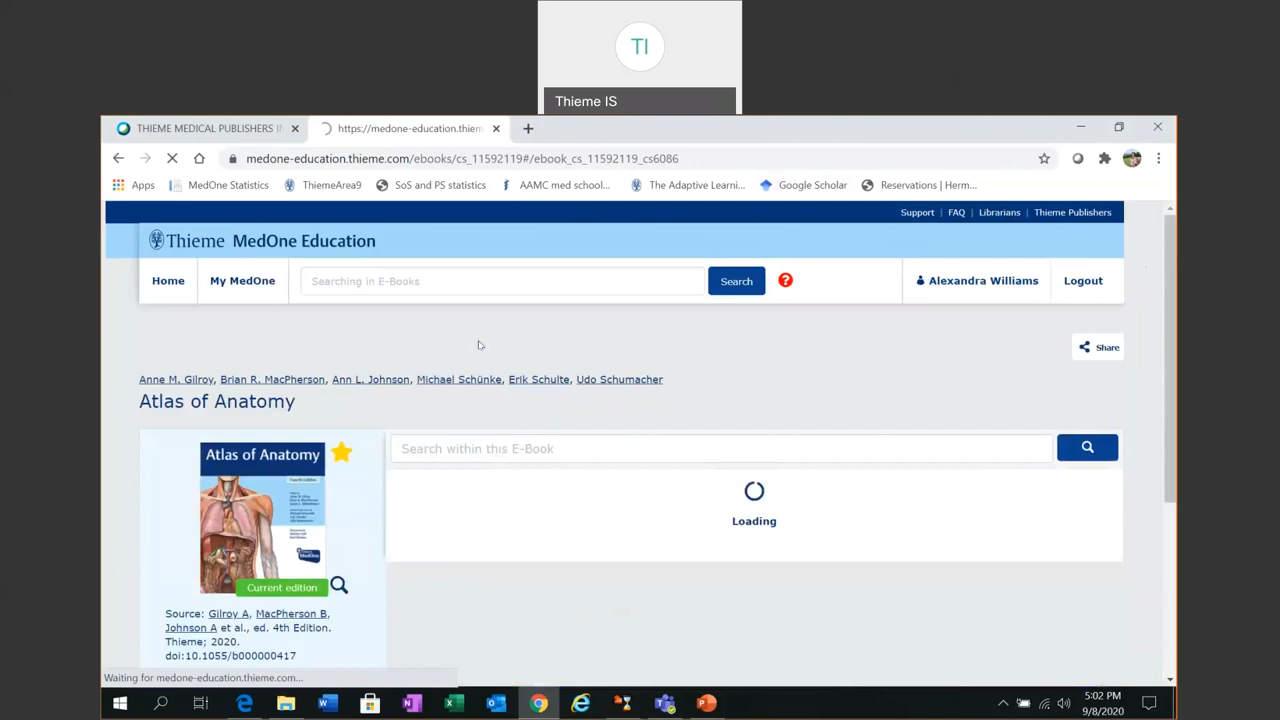 TI
Thieme IS
THIEME MEDICAL PUBLISHERS I
https://medone-education.thiem
medone-education.thieme.com/ebooks/cs_11592119#/ebook_cs_11592119_cs6086
Apps MedOne Statistics ThiemeArea9 SoS and PS statistics AAMC med school... The Adaptive Learni... Google Scholar Reservations | Herm...
Support | FAQ | Librarians | Thieme Publishers
Thieme MedOne Education
Home My MedOne Searching in E-Books Search ? Alexandra Williams Logout
Share
Anne M. Gilroy, Brian R. MacPherson, Ann L. Johnson, Michael Schünke, Erik Schulte, Udo Schumacher
Atlas of Anatomy
Search within this E-Book
Atlas of Anatomy
Fourth Edition
Loading
MedOne
Current edition
Source: Gilroy A, MacPherson B,
Johnson A et al., ed. 4th Edition.
Thieme; 2020.
doi:10.1055/b000000417
Waiting for medone-education.thieme.com...
5:02 PM
9/8/2020